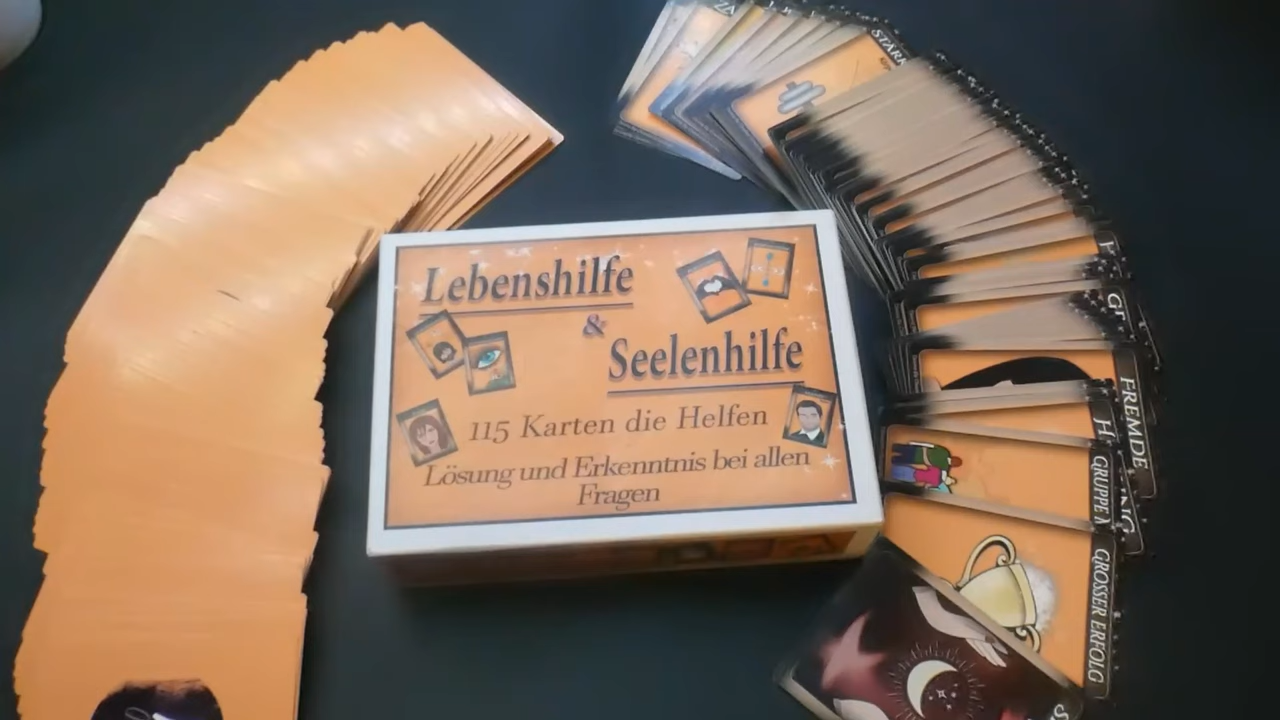 Lebenshilfe
&
Seelenhilfe
115 Karten die Helfen
Lösung und Erkenntnis bei allen
Fragen
FREMDE
GRUPPE
GROSSER ERFOLG